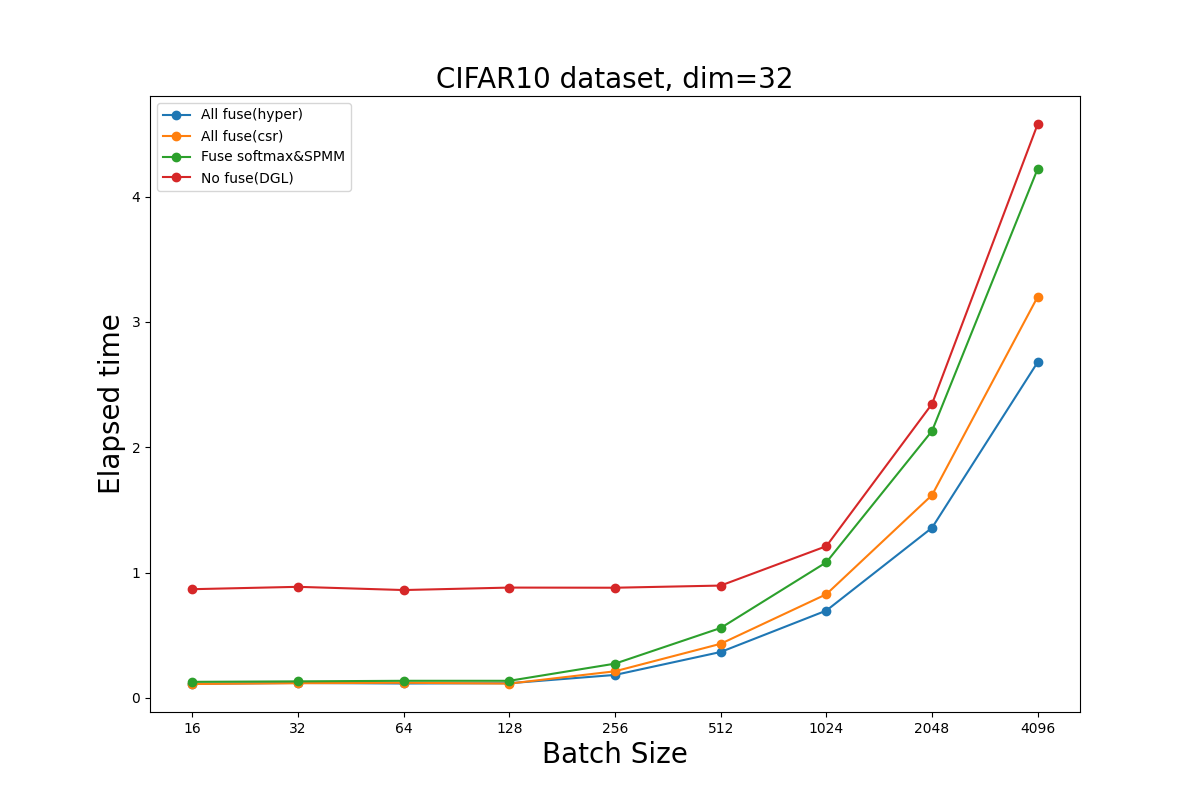 CIFAR10 dataset, dim=32
All fuse(hyper)
All fuse(csr)
Fuse softmax&SPMM
No fuse(DGL)
4
3
2
1
0
Elapsed time
16 32 64 128 256 512 1024 2048 4096
Batch Size